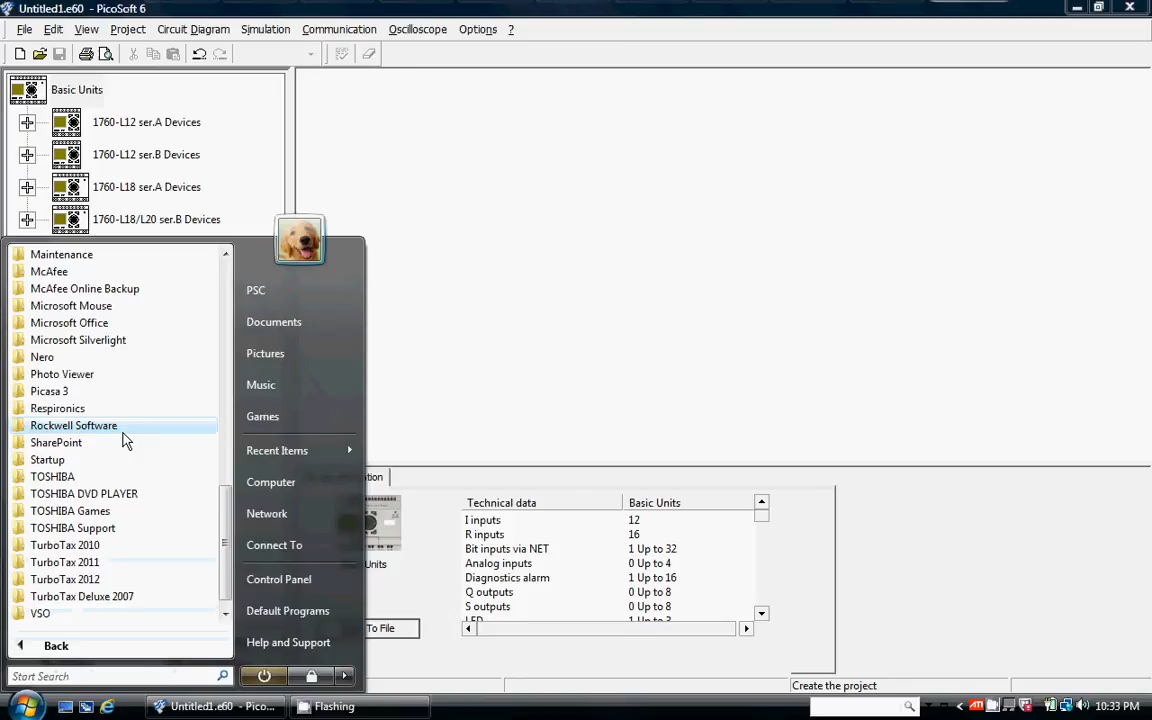 Untitled1.e60 - PicoSoft 6
File Edit View Project Circuit Diagram Simulation Communication Oscilloscope Options ?
Basic Units
1760-L12 ser.A Devices
1760-L12 ser.B Devices
1760-L18 ser.A Devices
1760-L18/L20 ser.B Devices
Maintenance
McAfee
McAfee Online Backup
Microsoft Mouse
Microsoft Office
Microsoft Silverlight
Nero
Photo Viewer
Picasa 3
Respironics
Rockwell Software
SharePoint
Startup
TOSHIBA
TOSHIBA DVD PLAYER
TOSHIBA Games
TOSHIBA Support
TurboTax 2010
TurboTax 2011
TurboTax 2012
TurboTax Deluxe 2007
VSO
Back
Start Search
PSC
Documents
Pictures
Music
Games
Recent Items
Computer
Network
Connect To
Control Panel
Default Programs
Help and Support
Technical data Basic Units
I inputs 12
R inputs 16
Bit inputs via NET 1 Up to 32
Analog inputs 0 Up to 4
Diagnostics alarm 1 Up to 16
Q outputs 0 Up to 8
S outputs 0 Up to 8
To File
Create the project
Untitled1.e60 - Pico...
Flashing
10:33 PM